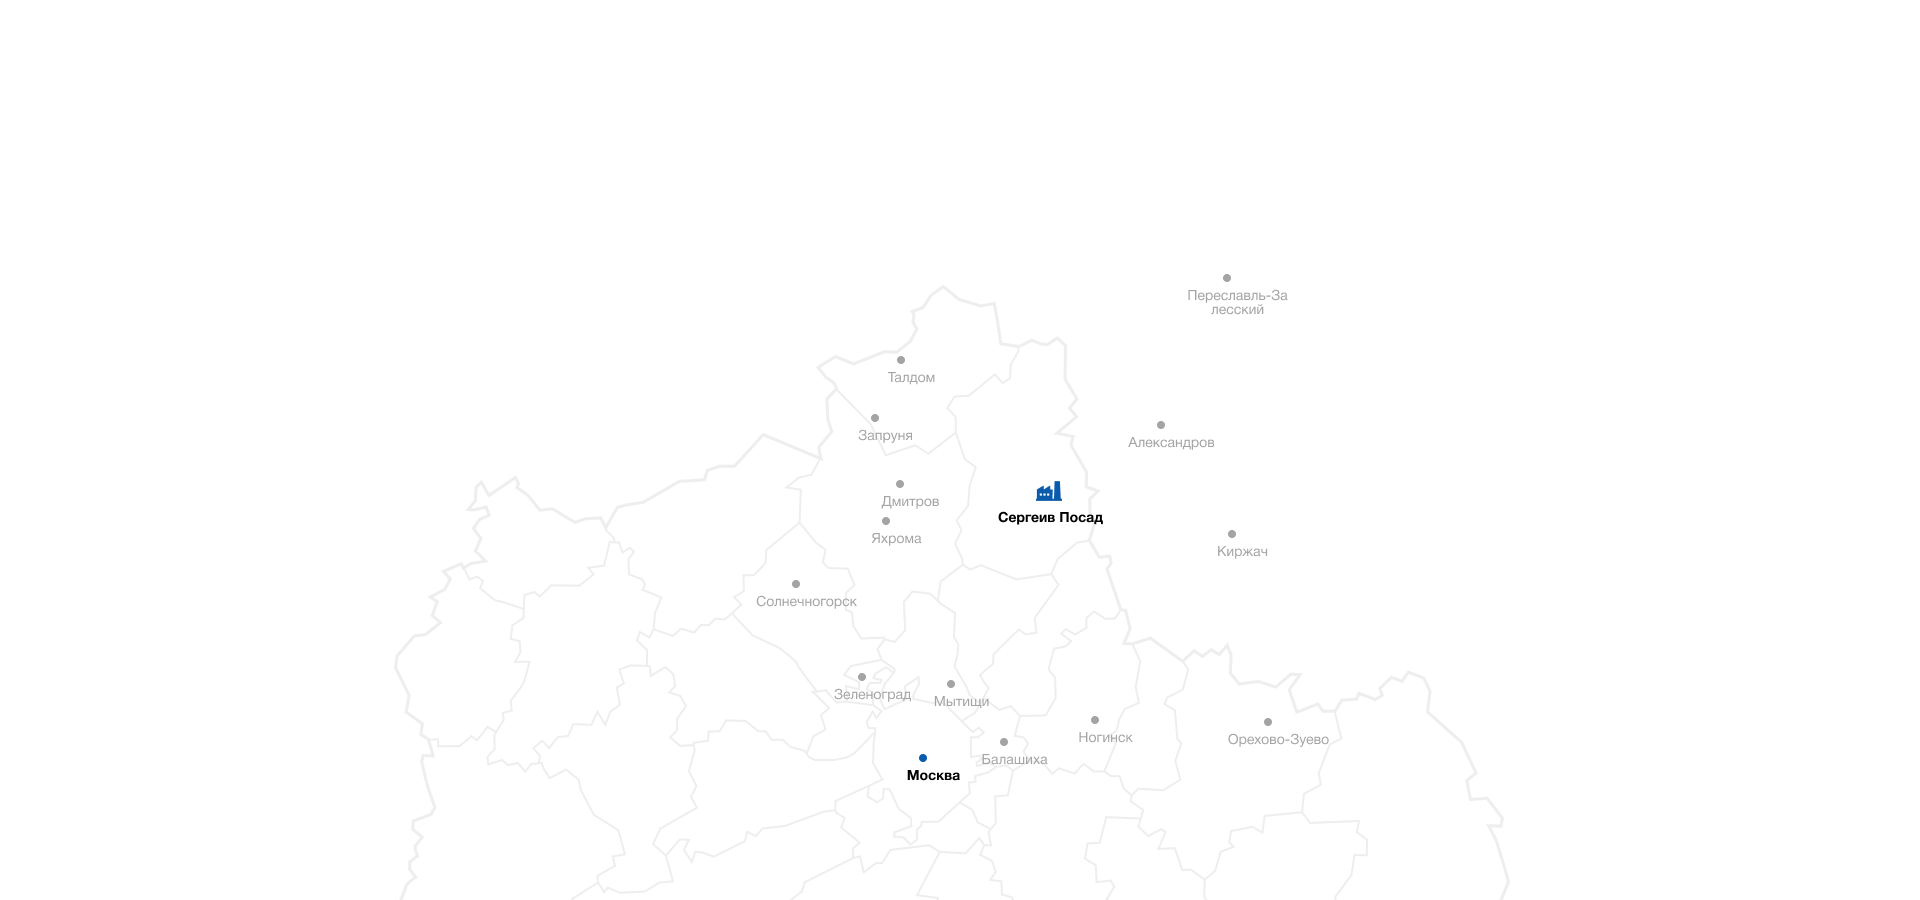 Переславль-За
лесский
Талдом
Запруня
Александров
Дмитров
Сергеив Посад
Яхрома
Киржач
Солнечногорск
Зеленоград
Мытищи
Ногинск
Орехово-Зуево
Балашиха
Москва